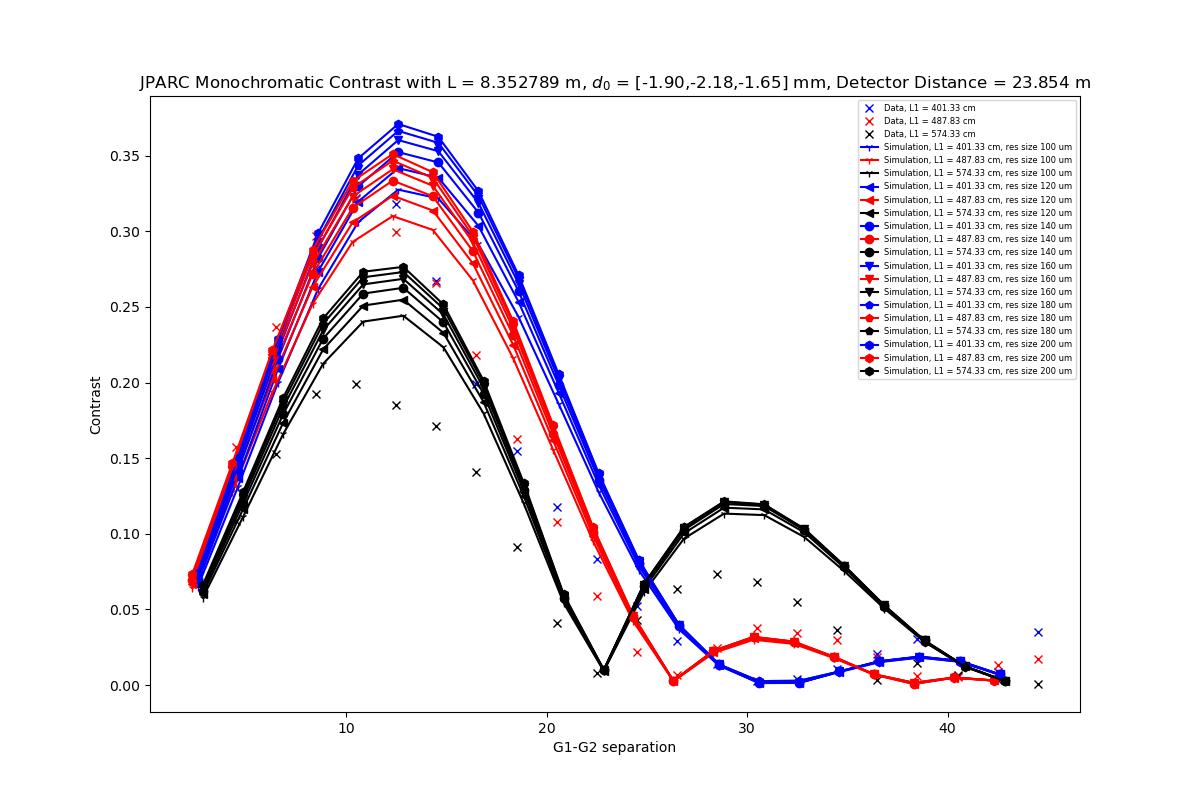 JPARC Monochromatic Contrast with L = 8.352789 m, d₀ = [-1.90,-2.18,-1.65] mm, Detector Distance = 23.854 m
Data, L1 = 401.33 cm
Data, L1 = 487.83 cm
Data, L1 = 574.33 cm
Simulation, L1 = 401.33 cm, res size 100 um
Simulation, L1 = 487.83 cm, res size 100 um
Simulation, L1 = 574.33 cm, res size 100 um
Simulation, L1 = 401.33 cm, res size 120 um
Simulation, L1 = 487.83 cm, res size 120 um
Simulation, L1 = 574.33 cm, res size 120 um
Simulation, L1 = 401.33 cm, res size 140 um
Simulation, L1 = 487.83 cm, res size 140 um
Simulation, L1 = 574.33 cm, res size 140 um
Simulation, L1 = 401.33 cm, res size 160 um
Simulation, L1 = 487.83 cm, res size 160 um
Simulation, L1 = 574.33 cm, res size 160 um
Simulation, L1 = 401.33 cm, res size 180 um
Simulation, L1 = 487.83 cm, res size 180 um
Simulation, L1 = 574.33 cm, res size 180 um
Simulation, L1 = 401.33 cm, res size 200 um
Simulation, L1 = 487.83 cm, res size 200 um
Simulation, L1 = 574.33 cm, res size 200 um
Contrast
0.35
0.30
0.25
0.20
0.15
0.10
0.05
0.00
10
20
30
40
G1-G2 separation